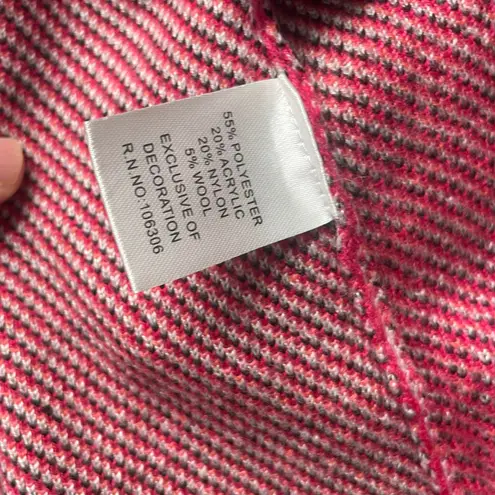 55% POLYESTER
20% ACRYLIC
20% NYLON
5% WOOL
EXCLUSIVE OF
DECORATION
R.N.NO:106306